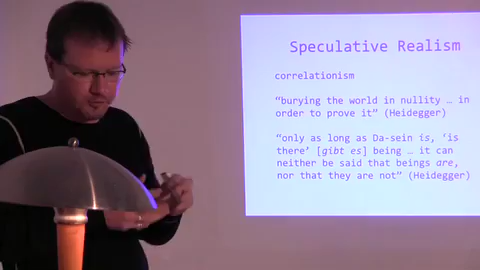 Speculative Realism
correlationism
“burying the world in nullity … in
order to prove it” (Heidegger)
“only as long as Da-sein is, ‘is
there’ [gibt es] being … it can
neither be said that beings are,
nor that they are not” (Heidegger)